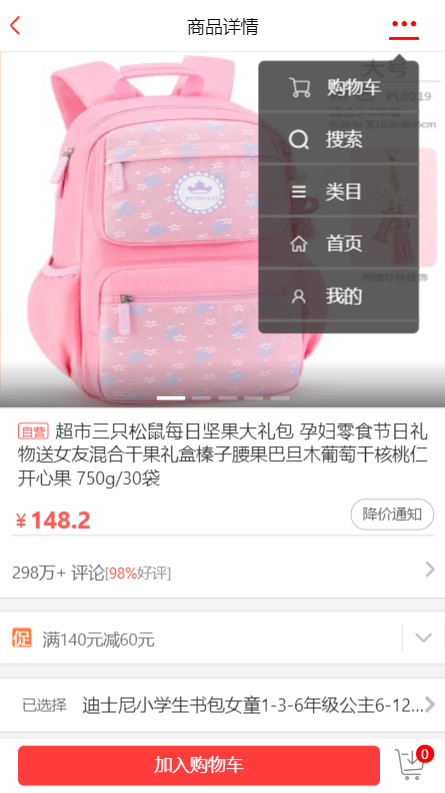 商品详情
大号
PL0219
购物车
搜索
类目
首页
我的
princess
自营 超市三只松鼠每日坚果大礼包 孕妇零食节日礼
物送女友混合干果礼盒榛子腰果巴旦木葡萄干核桃仁
开心果 750g/30袋
¥148.2
降价通知
298万+ 评论[98%好评]
促 满140元减60元
已选择 迪士尼小学生书包女童1-3-6年级公主6-12...
加入购物车
0